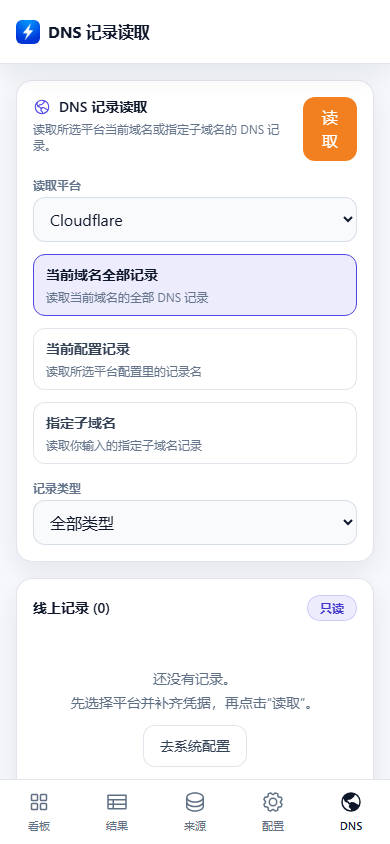 DNS 记录读取
DNS 记录读取
读取所选平台当前域名或指定子域名的 DNS 记
录。
读
取
读取平台
Cloudflare
当前域名全部记录
读取当前域名的全部 DNS 记录
当前配置记录
读取所选平台配置里的记录名
指定子域名
读取你输入的指定子域名记录
记录类型
全部类型
线上记录 (0)
只读
还没有记录。
先选择平台并补齐凭据，再点击“读取”。
去系统配置
看板
结果
来源
配置
DNS